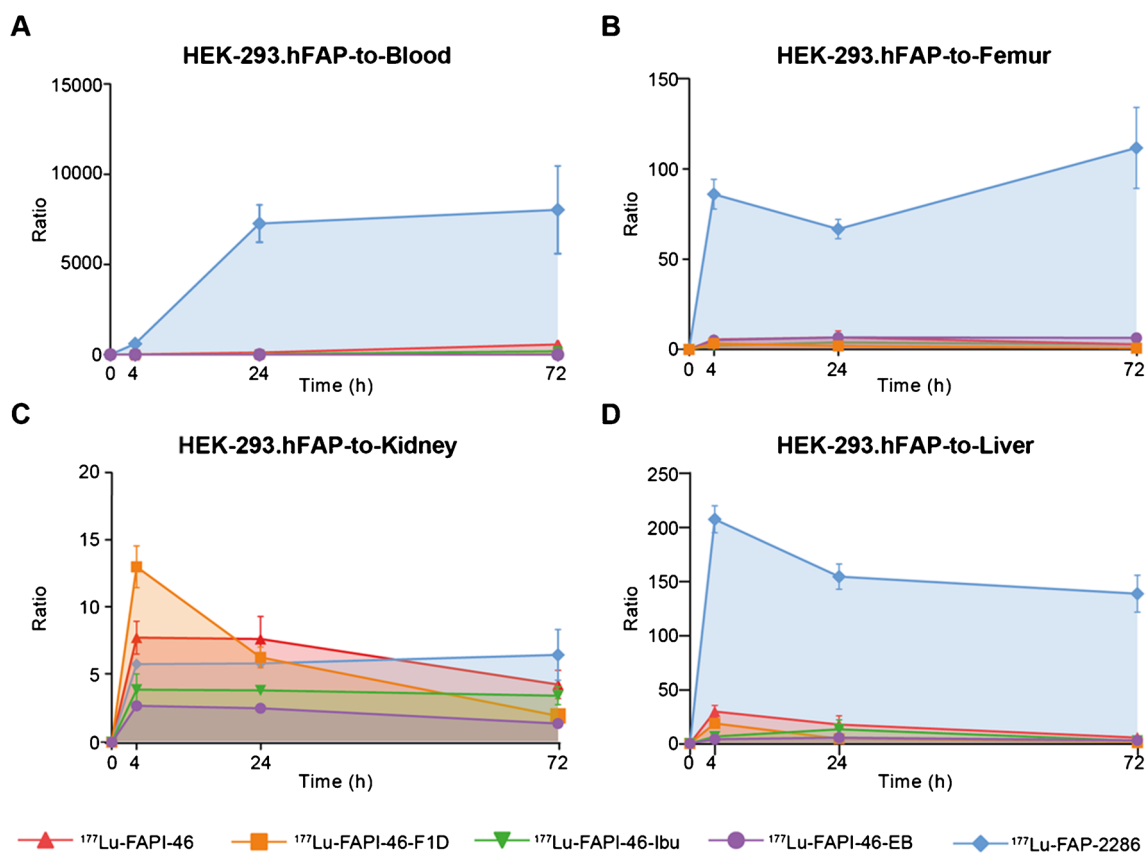 A
HEK-293.hFAP-to-Blood
15000
10000
5000
0
Ratio
0 4 24 72
Time (h)
B
HEK-293.hFAP-to-Femur
150
100
50
0
Ratio
0 4 24 72
Time (h)
C
HEK-293.hFAP-to-Kidney
20
15
10
5
0
Ratio
0 4 24 72
Time (h)
D
HEK-293.hFAP-to-Liver
250
200
150
100
50
0
Ratio
0 4 24 72
Time (h)
¹⁷⁷Lu-FAPI-46 ¹⁷⁷Lu-FAPI-46-F1D ¹⁷⁷Lu-FAPI-46-Ibu ¹⁷⁷Lu-FAPI-46-EB ¹⁷⁷Lu-FAP-2286